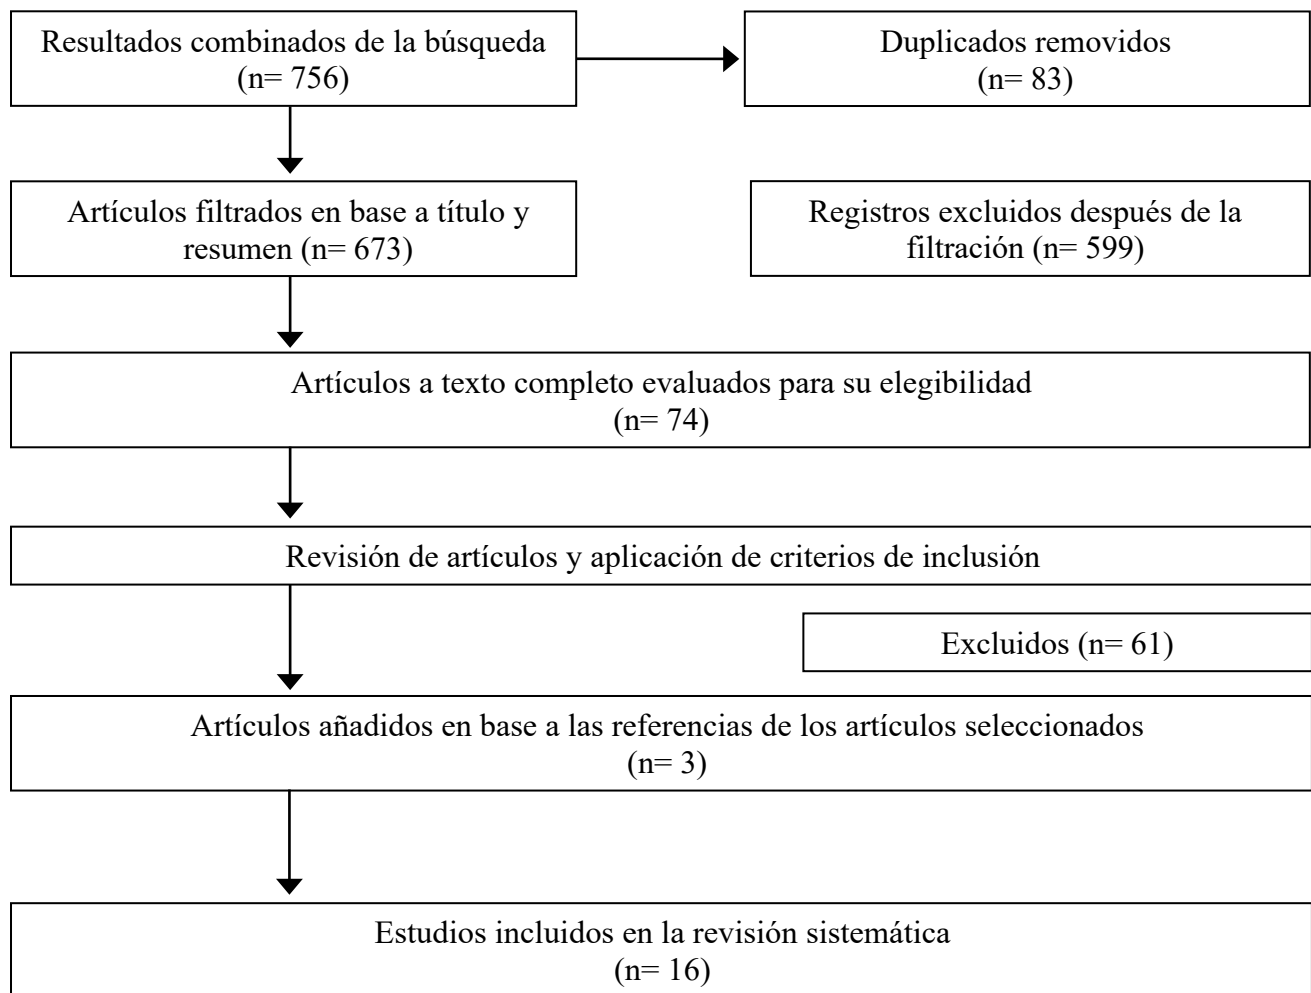 Resultados combinados de la búsqueda
(n= 756)
Duplicados removidos
(n= 83)
Artículos filtrados en base a título y
resumen (n= 673)
Registros excluidos después de la
filtración (n= 599)
Artículos a texto completo evaluados para su elegibilidad
(n= 74)
Revisión de artículos y aplicación de criterios de inclusión
Excluidos (n= 61)
Artículos añadidos en base a las referencias de los artículos seleccionados
(n= 3)
Estudios incluidos en la revisión sistemática
(n= 16)